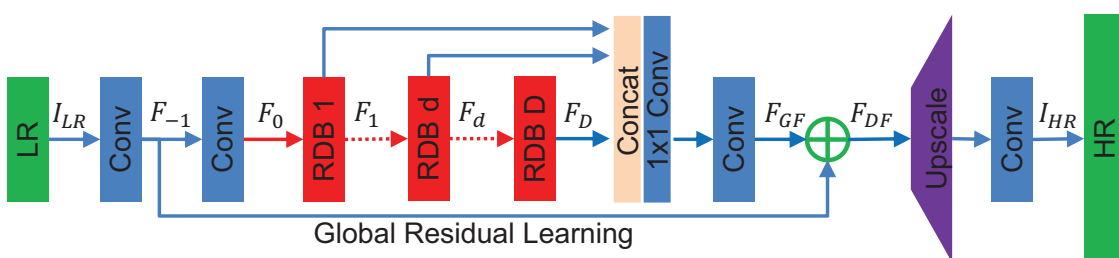 LR
I_LR
Conv
F_-1
Conv
F_0
RDB 1
F_1
RDB d
F_d
RDB D
F_D
Concat
1x1 Conv
Conv
F_GF
F_DF
Upscale
Conv
I_HR
HR
Global Residual Learning